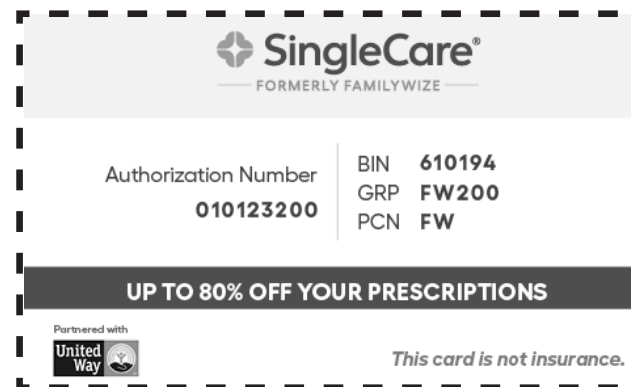 SingleCare®
FORMERLY FAMILYWIZE
Authorization Number
010123200
BIN 610194
GRP FW200
PCN FW
UP TO 80% OFF YOUR PRESCRIPTIONS
Partnered with
United
Way
This card is not insurance.